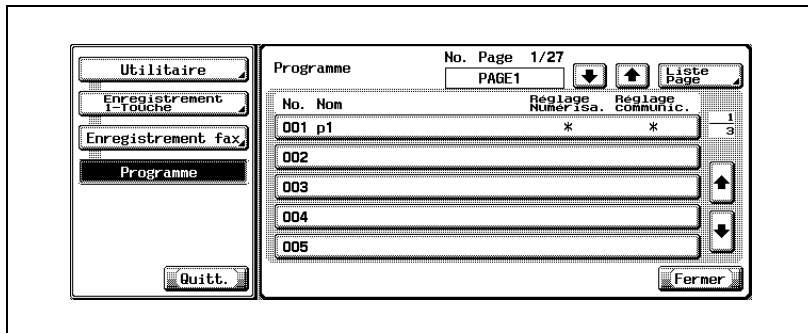 Utilitaire
Enregistrement
1-Touche
Enregistrement fax
Programme
Quitt.
Programme
No. Page 1/27
PAGE1
Liste
Page
No. Nom
Réglage
Numérisa.
Réglage
communic.
001 p1 * *
002
003
004
005
1
3
Fermer